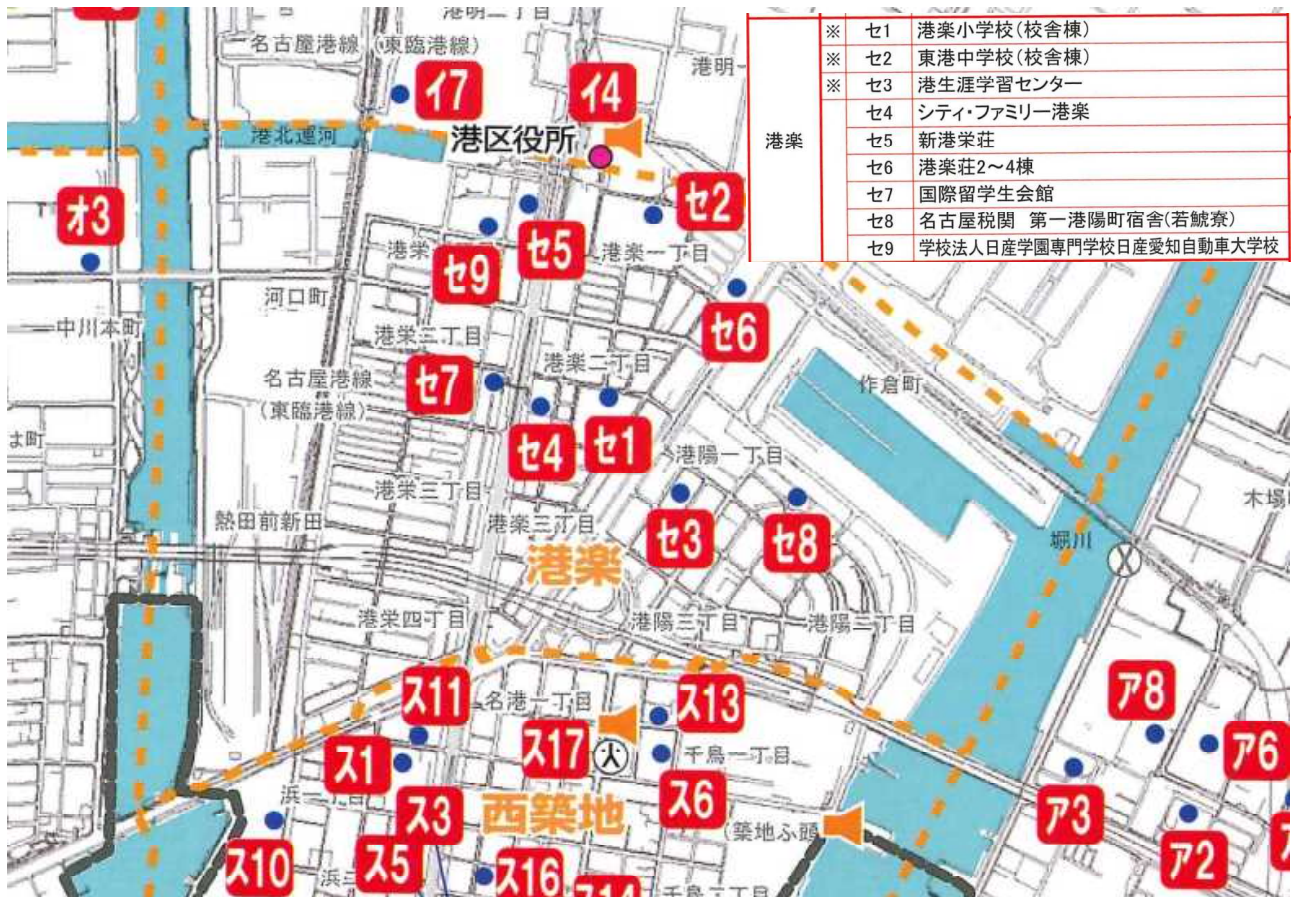 港明二丁目
名古屋港線（東臨港線）
港明一
イ7
イ4
港北運河
港区役所
オ3
セ2
セ5
セ9
港楽一丁目
河口町
中川本町
セ6
港栄二丁目
港楽二丁目
名古屋港線
（東臨港線）
セ7
作倉町
セ4
セ1
港陽一丁目
港栄三丁目
木場
熱田前新田
港楽三丁目
セ3
セ8
堀川
港楽
港栄四丁目
港陽三丁目
港陽二丁目
ス11
名港一丁目
ス13
ア8
ス1
ス17
火
千鳥一丁目
ア6
ス3
西築地
ス6
（築地ふ頭
ア3
ス10
ス5
ス16
ア2
千鳥二丁目
港楽
※ セ1 港楽小学校（校舎棟）
※ セ2 東港中学校（校舎棟）
※ セ3 港生涯学習センター
セ4 シティ・ファミリー港楽
セ5 新港栄荘
セ6 港楽荘2～4棟
セ7 国際留学生会館
セ8 名古屋税関　第一港陽町宿舎（若鯱寮）
セ9 学校法人日産学園専門学校日産愛知自動車大学校